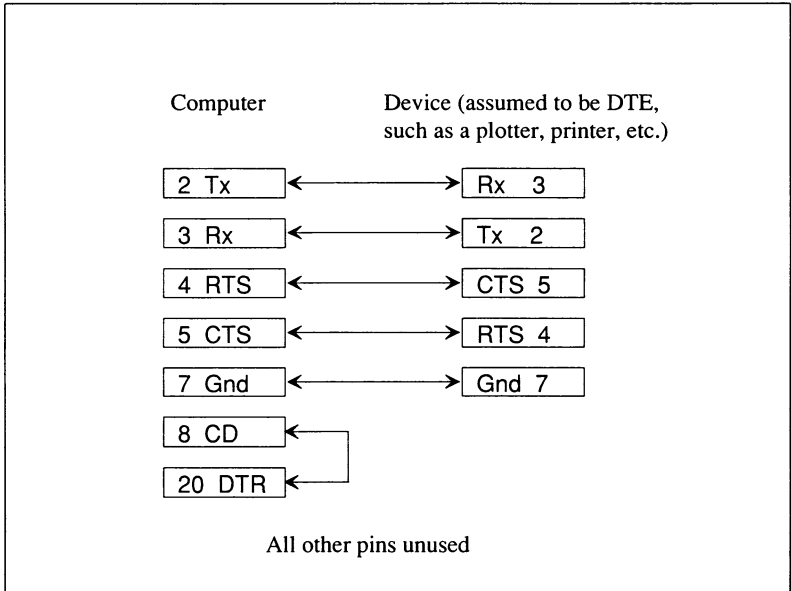 Computer
Device (assumed to be DTE,
such as a plotter, printer, etc.)
2 Tx
Rx 3
3 Rx
Tx 2
4 RTS
CTS 5
5 CTS
RTS 4
7 Gnd
Gnd 7
8 CD
20 DTR
All other pins unused